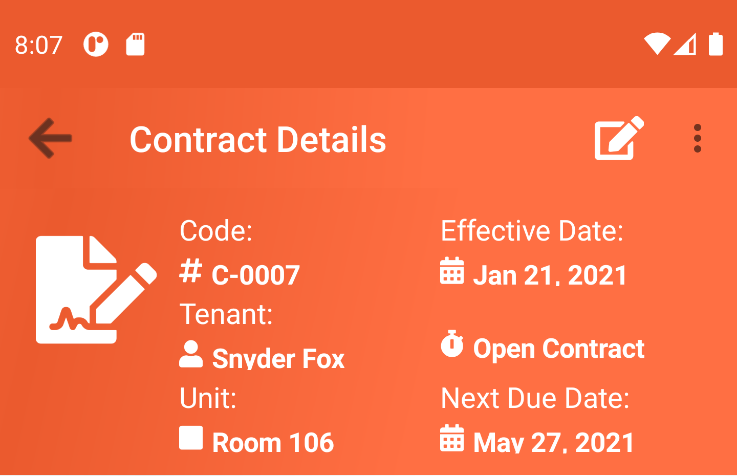 8:07
Contract Details
Code:
# C-0007
Tenant:
Snyder Fox
Unit:
Room 106
Effective Date:
Jan 21, 2021
Open Contract
Next Due Date:
May 27, 2021